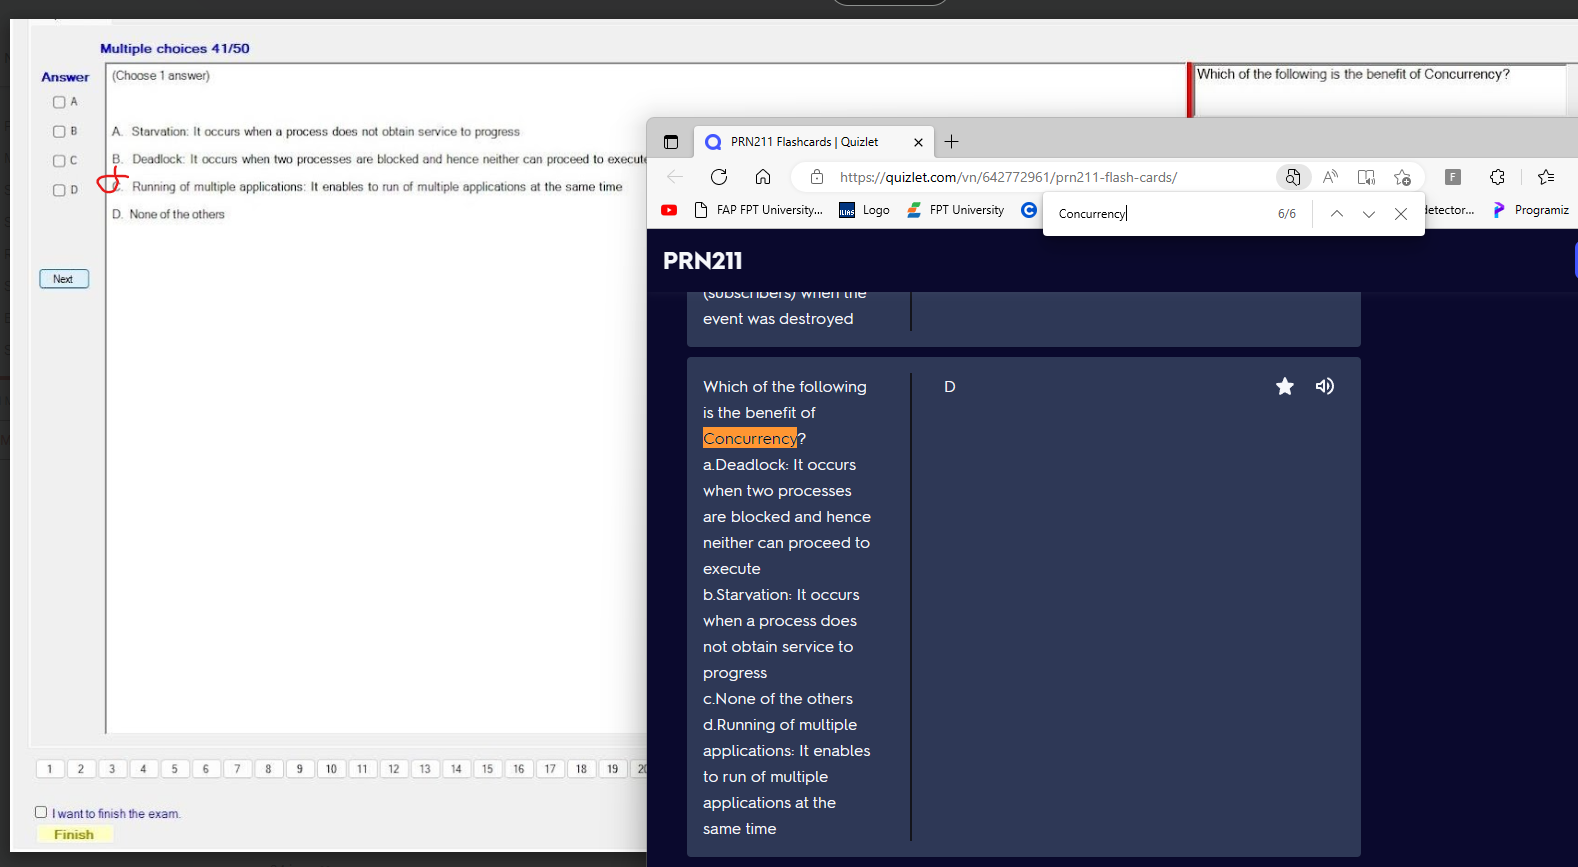 Multiple choices 41/50
Answer
(Choose 1 answer)
Which of the following is the benefit of Concurrency?
A
B
C
D
A. Starvation: It occurs when a process does not obtain service to progress
B. Deadlock: It occurs when two processes are blocked and hence neither can proceed to execute
C. Running of multiple applications: It enables to run of multiple applications at the same time
D. None of the others
Next
1 2 3 4 5 6 7 8 9 10 11 12 13 14 15 16 17 18 19
I want to finish the exam.
Finish
PRN211 Flashcards | Quizlet
https://quizlet.com/vn/642772961/prn211-flash-cards/
FAP FPT University...
ILIAS
Logo
FPT University
C
F
Concurrency
6/6
detector...
Programiz
PRN211
(subscribers) when the
event was destroyed
Which of the following
is the benefit of
Concurrency?
a.Deadlock: It occurs
when two processes
are blocked and hence
neither can proceed to
execute
b.Starvation: It occurs
when a process does
not obtain service to
progress
c.None of the others
d.Running of multiple
applications: It enables
to run of multiple
applications at the
same time
D